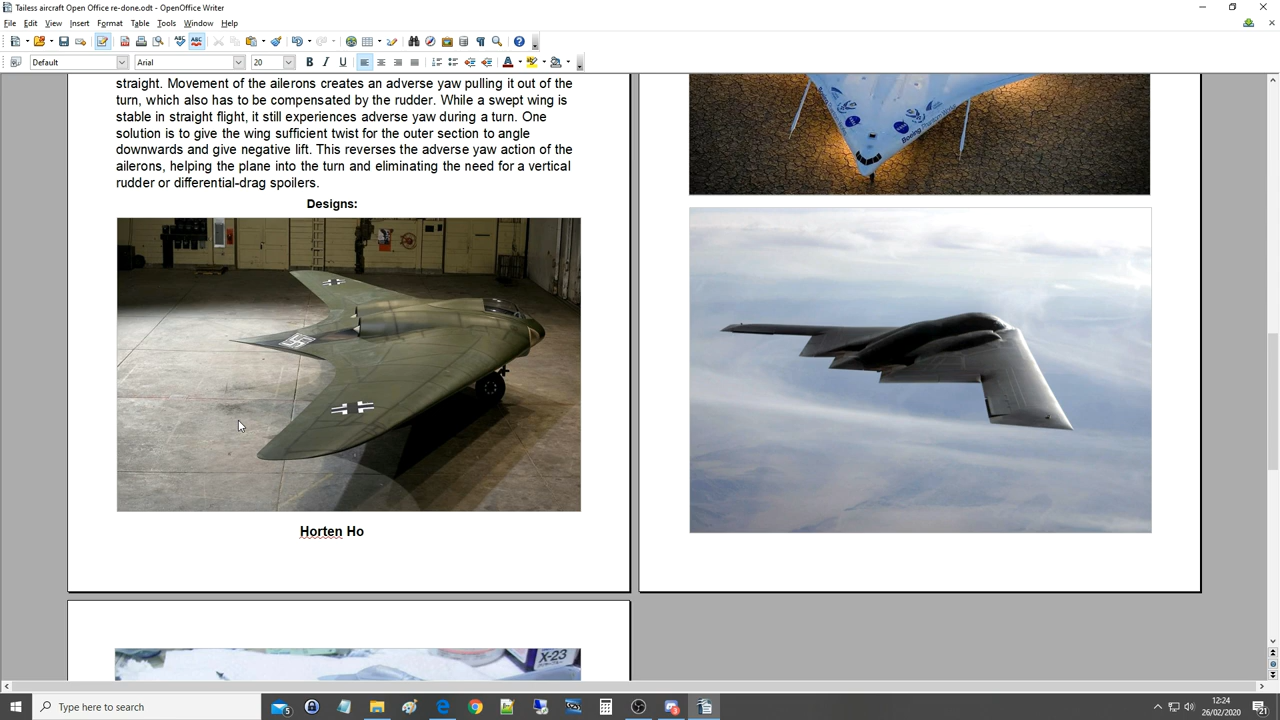 Tailess aircraft Open Office re-done.odt - OpenOffice Writer
File Edit View Insert Format Table Tools Window Help
Default Arial 20
straight. Movement of the ailerons creates an adverse yaw pulling it out of the
turn, which also has to be compensated by the rudder. While a swept wing is
stable in straight flight, it still experiences adverse yaw during a turn. One
solution is to give the wing sufficient twist for the outer section to angle
downwards and give negative lift. This reverses the adverse yaw action of the
ailerons, helping the plane into the turn and eliminating the need for a vertical
rudder or differential-drag spoilers.
Designs:
Horten Ho
Boeing Phantom Works
X-23
Type here to search
5
3
12:24
26/02/2020
21